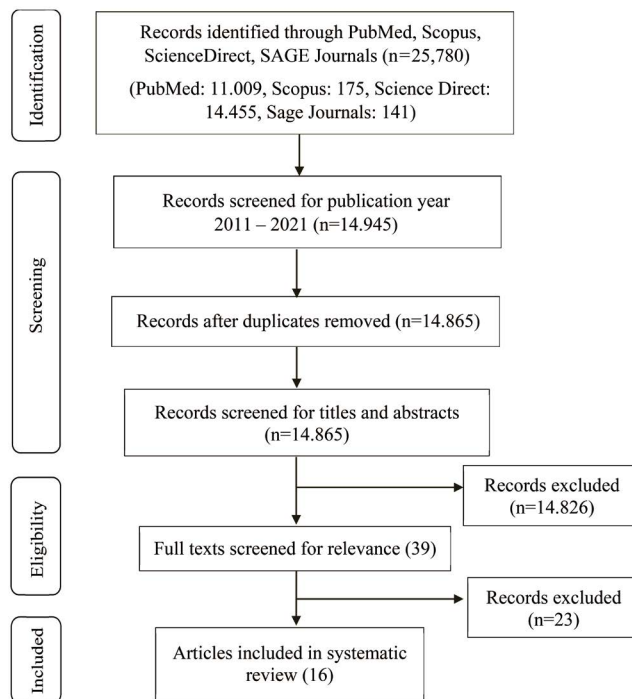 Identification
Records identified through PubMed, Scopus,
ScienceDirect, SAGE Journals (n=25,780)
(PubMed: 11.009, Scopus: 175, Science Direct:
14.455, Sage Journals: 141)
Screening
Records screened for publication year
2011 – 2021 (n=14.945)
Records after duplicates removed (n=14.865)
Records screened for titles and abstracts
(n=14.865)
Records excluded
(n=14.826)
Eligibility
Full texts screened for relevance (39)
Records excluded
(n=23)
Included
Articles included in systematic
review (16)